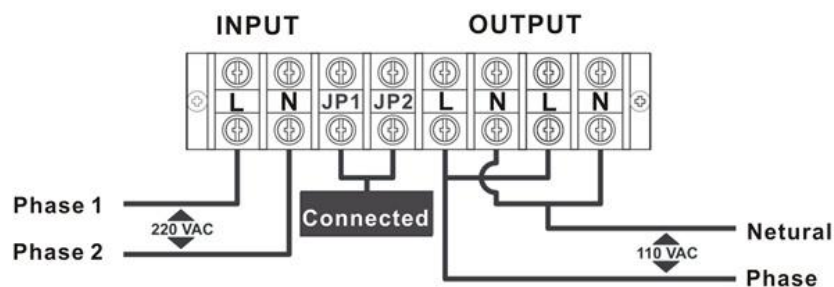 INPUT OUTPUT
L N JP1 JP2 L N L N
Phase 1
220 VAC
Phase 2
Connected
Netural
110 VAC
Phase